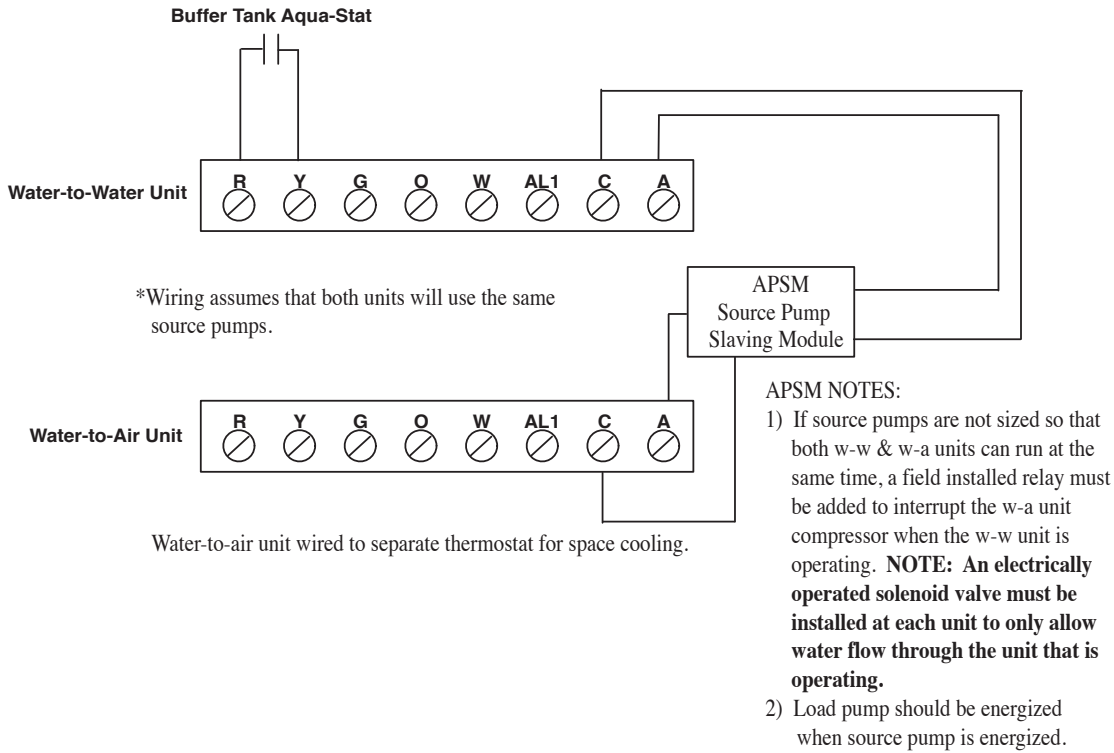 Buffer Tank Aqua-Stat
Water-to-Water Unit
R Y G O W AL1 C A
*Wiring assumes that both units will use the same
source pumps.
APSM
Source Pump
Slaving Module
Water-to-Air Unit
R Y G O W AL1 C A
Water-to-air unit wired to separate thermostat for space cooling.
APSM NOTES:
1) If source pumps are not sized so that
both w-w & w-a units can run at the
same time, a field installed relay must
be added to interrupt the w-a unit
compressor when the w-w unit is
operating. NOTE: An electrically
operated solenoid valve must be
installed at each unit to only allow
water flow through the unit that is
operating.
2) Load pump should be energized
when source pump is energized.